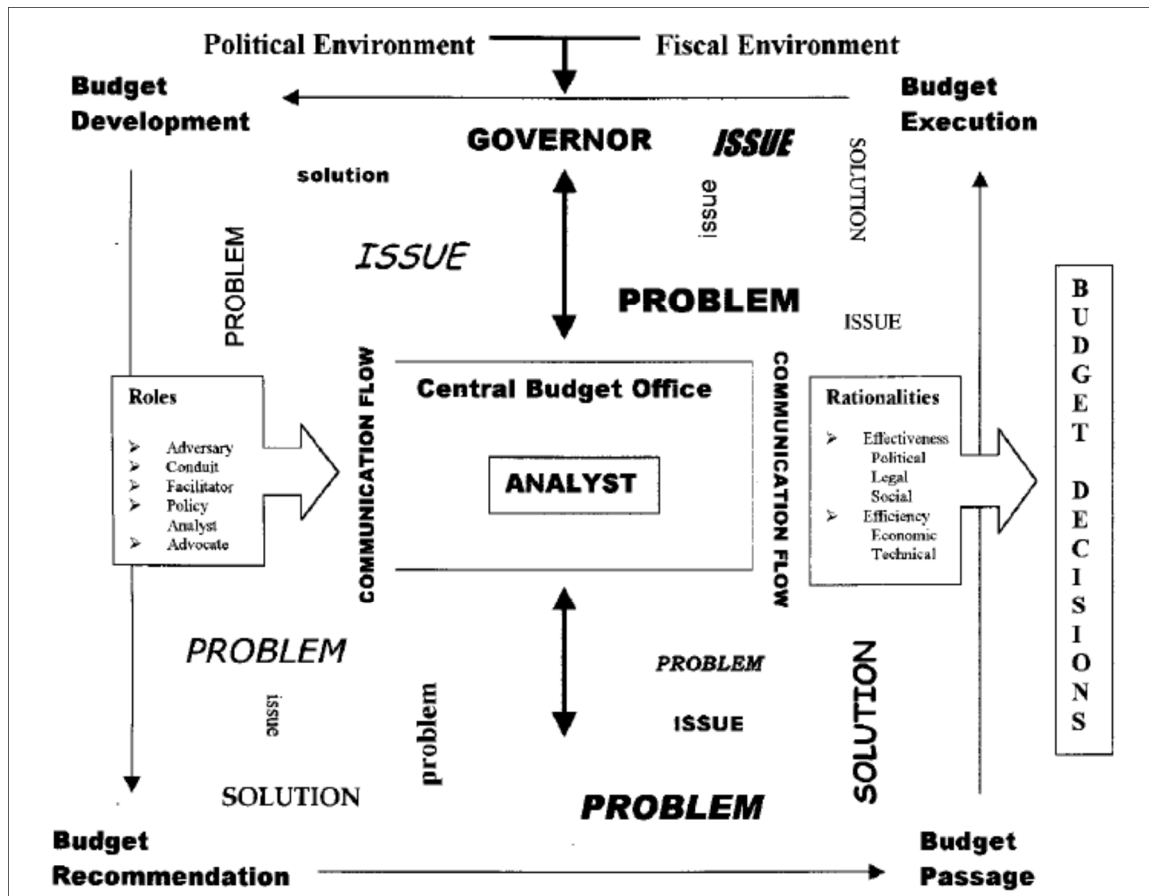 Political Environment
Fiscal Environment
Budget
Development
Budget
Execution
GOVERNOR
ISSUE
solution
issue
SOLUTION
PROBLEM
ISSUE
PROBLEM
ISSUE
Roles
➢ Adversary
➢ Conduit
➢ Facilitator
➢ Policy
Analyst
➢ Advocate
COMMUNICATION FLOW
Central Budget Office
ANALYST
COMMUNICATION FLOW
Rationalities
➢ Effectiveness
Political
Legal
Social
➢ Efficiency
Economic
Technical
BUDGET DECISIONS
PROBLEM
issue
problem
PROBLEM
ISSUE
SOLUTION
SOLUTION
PROBLEM
Budget
Recommendation
Budget
Passage